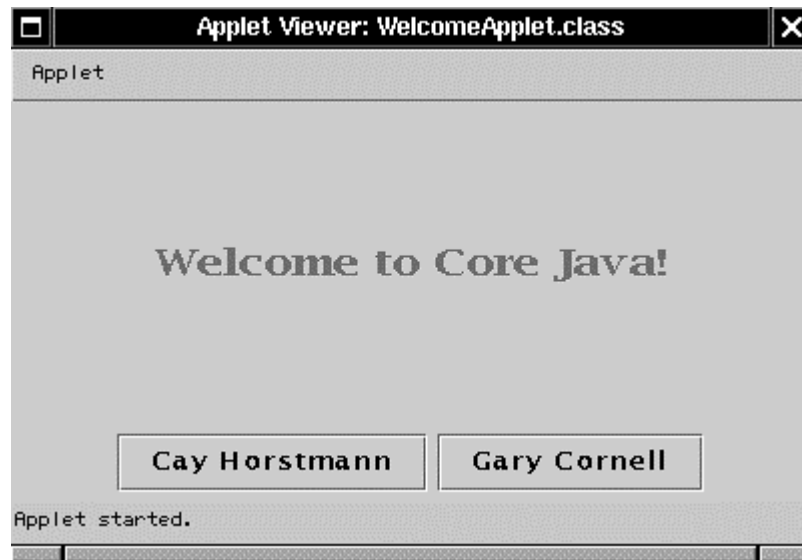 Applet Viewer: WelcomeApplet.class
Applet
Welcome to Core Java!
Cay Horstmann Gary Cornell
Applet started.